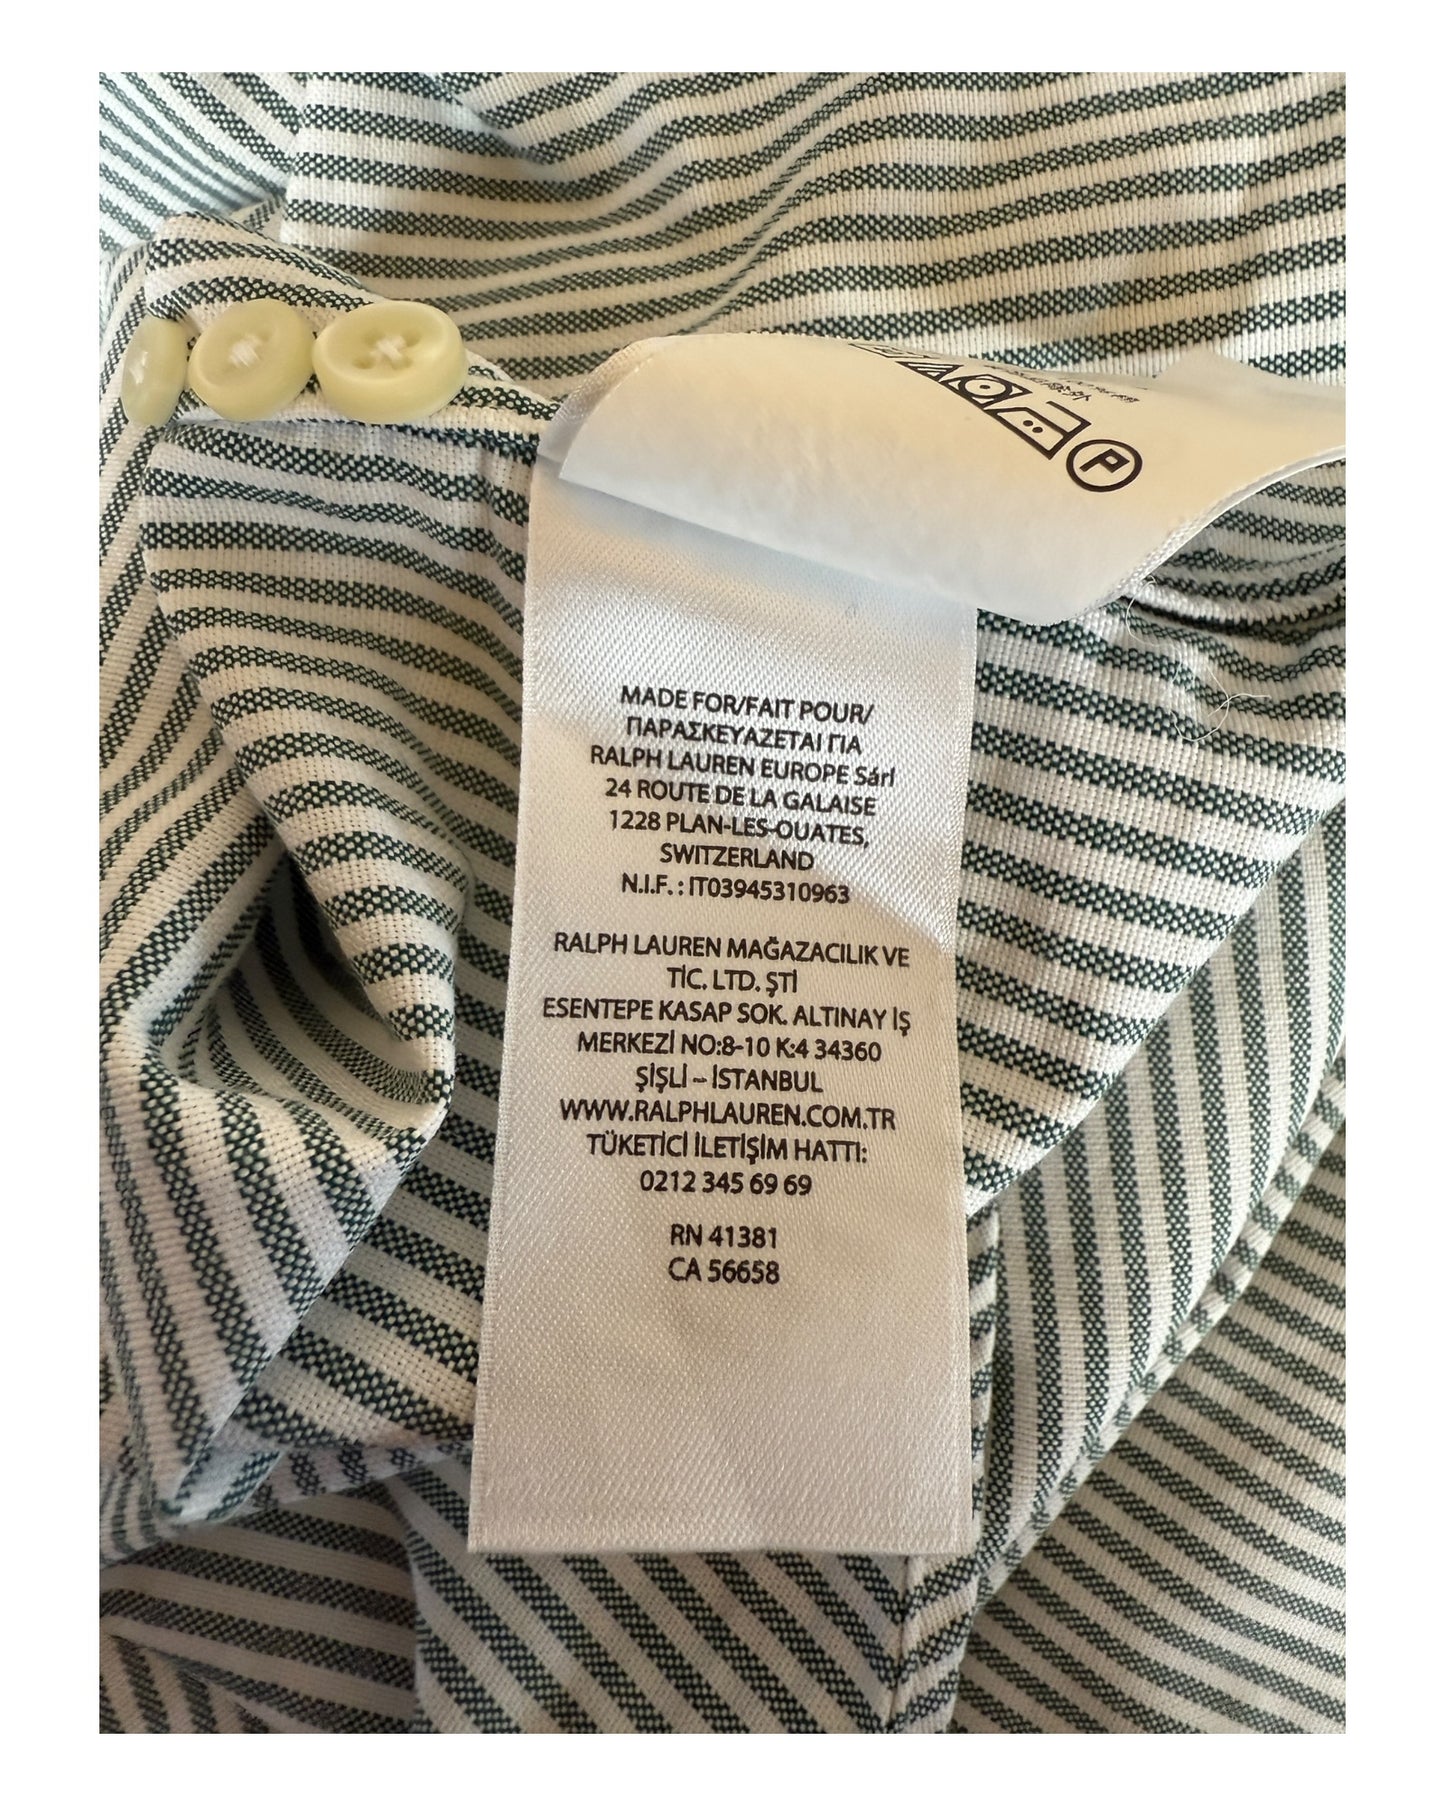 P
MADE FOR/FAIT POUR/
ΠΑΡΑΣΚΕΥΑΖΕΤΑΙ ΓΙΑ
RALPH LAUREN EUROPE Sárl
24 ROUTE DE LA GALAISE
1228 PLAN-LES-OUATES,
SWITZERLAND
N.I.F. : IT03945310963
RALPH LAUREN MAĞAZACILIK VE
TİC. LTD. ŞTİ
ESENTEPE KASAP SOK. ALTINAY İŞ
MERKEZİ NO:8-10 K:4 34360
ŞİŞLİ – İSTANBUL
WWW.RALPHLAUREN.COM.TR
TÜKETİCİ İLETİŞİM HATTI:
0212 345 69 69
RN 41381
CA 56658